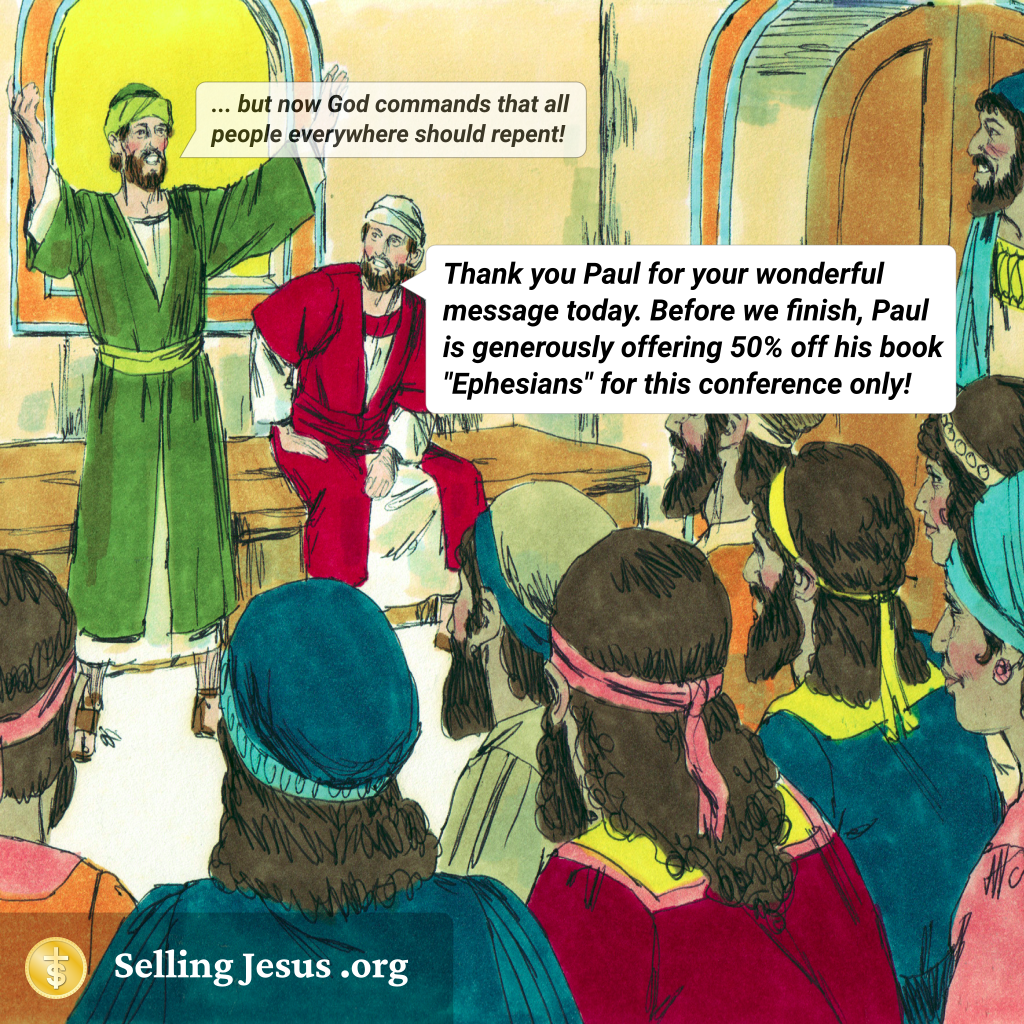 ... but now God commands that all
people everywhere should repent!
Thank you Paul for your wonderful
message today. Before we finish, Paul
is generously offering 50% off his book
"Ephesians" for this conference only!
Selling Jesus .org